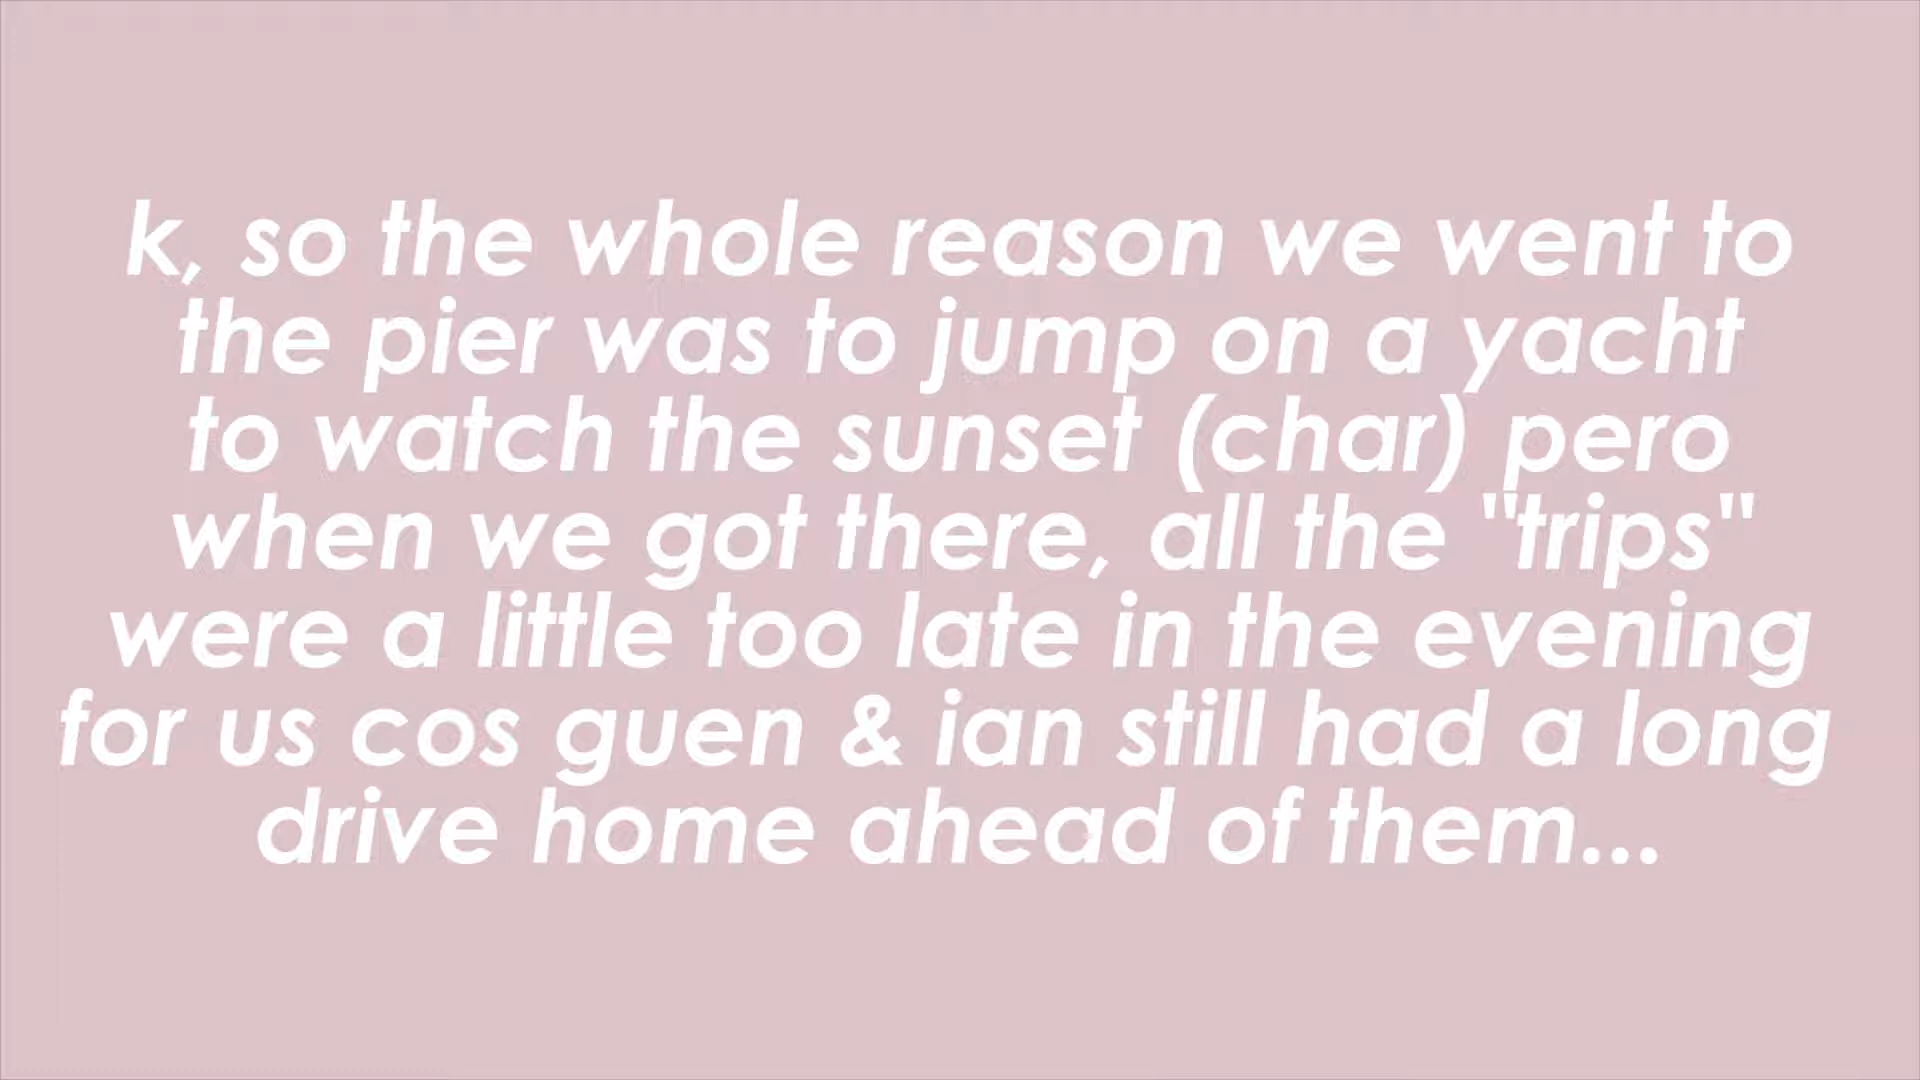 k, so the whole reason we went to
the pier was to jump on a yacht
to watch the sunset (char) pero
when we got there, all the "trips"
were a little too late in the evening
for us cos guen & ian still had a long
drive home ahead of them...